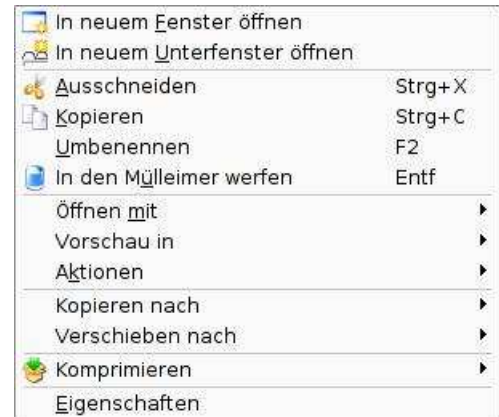 In neuem Fenster öffnen
In neuem Unterfenster öffnen
Ausschneiden Strg+X
Kopieren Strg+C
Umbenennen F2
In den Mülleimer werfen Entf
Öffnen mit
Vorschau in
Aktionen
Kopieren nach
Verschieben nach
Komprimieren
Eigenschaften